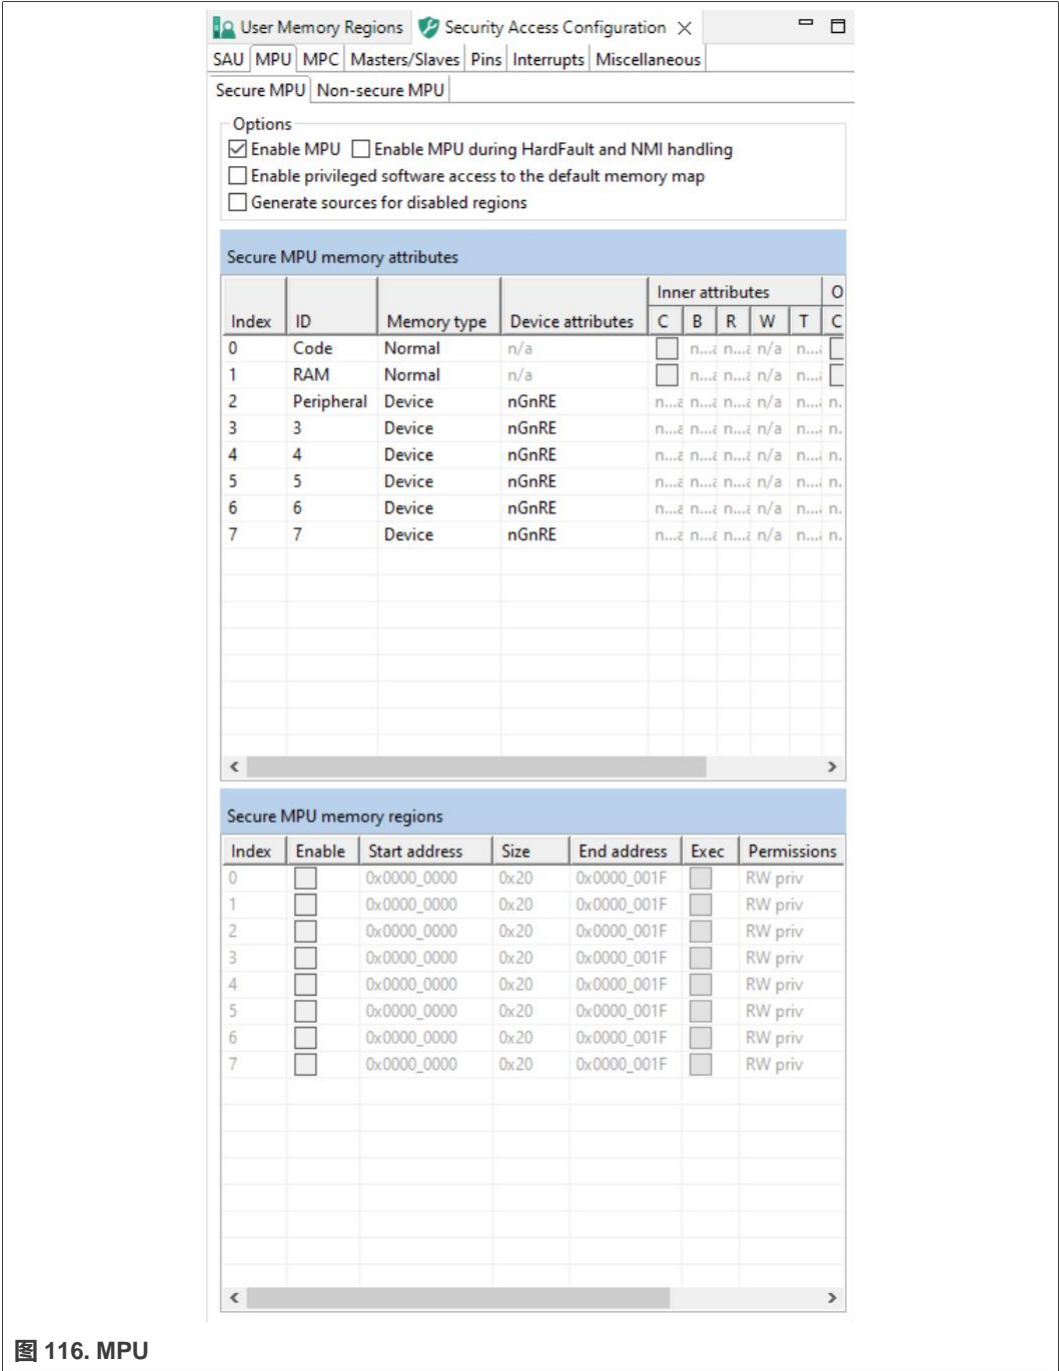 User Memory Regions Security Access Configuration
SAU MPU MPC Masters/Slaves Pins Interrupts Miscellaneous
Secure MPU Non-secure MPU
Options
Enable MPU Enable MPU during HardFault and NMI handling
Enable privileged software access to the default memory map
Generate sources for disabled regions
Secure MPU memory attributes
Inner attributes O
Index ID Memory type Device attributes C B R W T C
0 Code Normal n/a n...a n...a n/a n...
1 RAM Normal n/a n...a n...a n/a n...
2 Peripheral Device nGnRE n...a n...a n...a n/a n... n.
3 3 Device nGnRE n...a n...a n...a n/a n... n.
4 4 Device nGnRE n...a n...a n...a n/a n... n.
5 5 Device nGnRE n...a n...a n...a n/a n... n.
6 6 Device nGnRE n...a n...a n...a n/a n... n.
7 7 Device nGnRE n...a n...a n...a n/a n... n.
Secure MPU memory regions
Index Enable Start address Size End address Exec Permissions
0 0x0000_0000 0x20 0x0000_001F RW priv
1 0x0000_0000 0x20 0x0000_001F RW priv
2 0x0000_0000 0x20 0x0000_001F RW priv
3 0x0000_0000 0x20 0x0000_001F RW priv
4 0x0000_0000 0x20 0x0000_001F RW priv
5 0x0000_0000 0x20 0x0000_001F RW priv
6 0x0000_0000 0x20 0x0000_001F RW priv
7 0x0000_0000 0x20 0x0000_001F RW priv
图 116. MPU